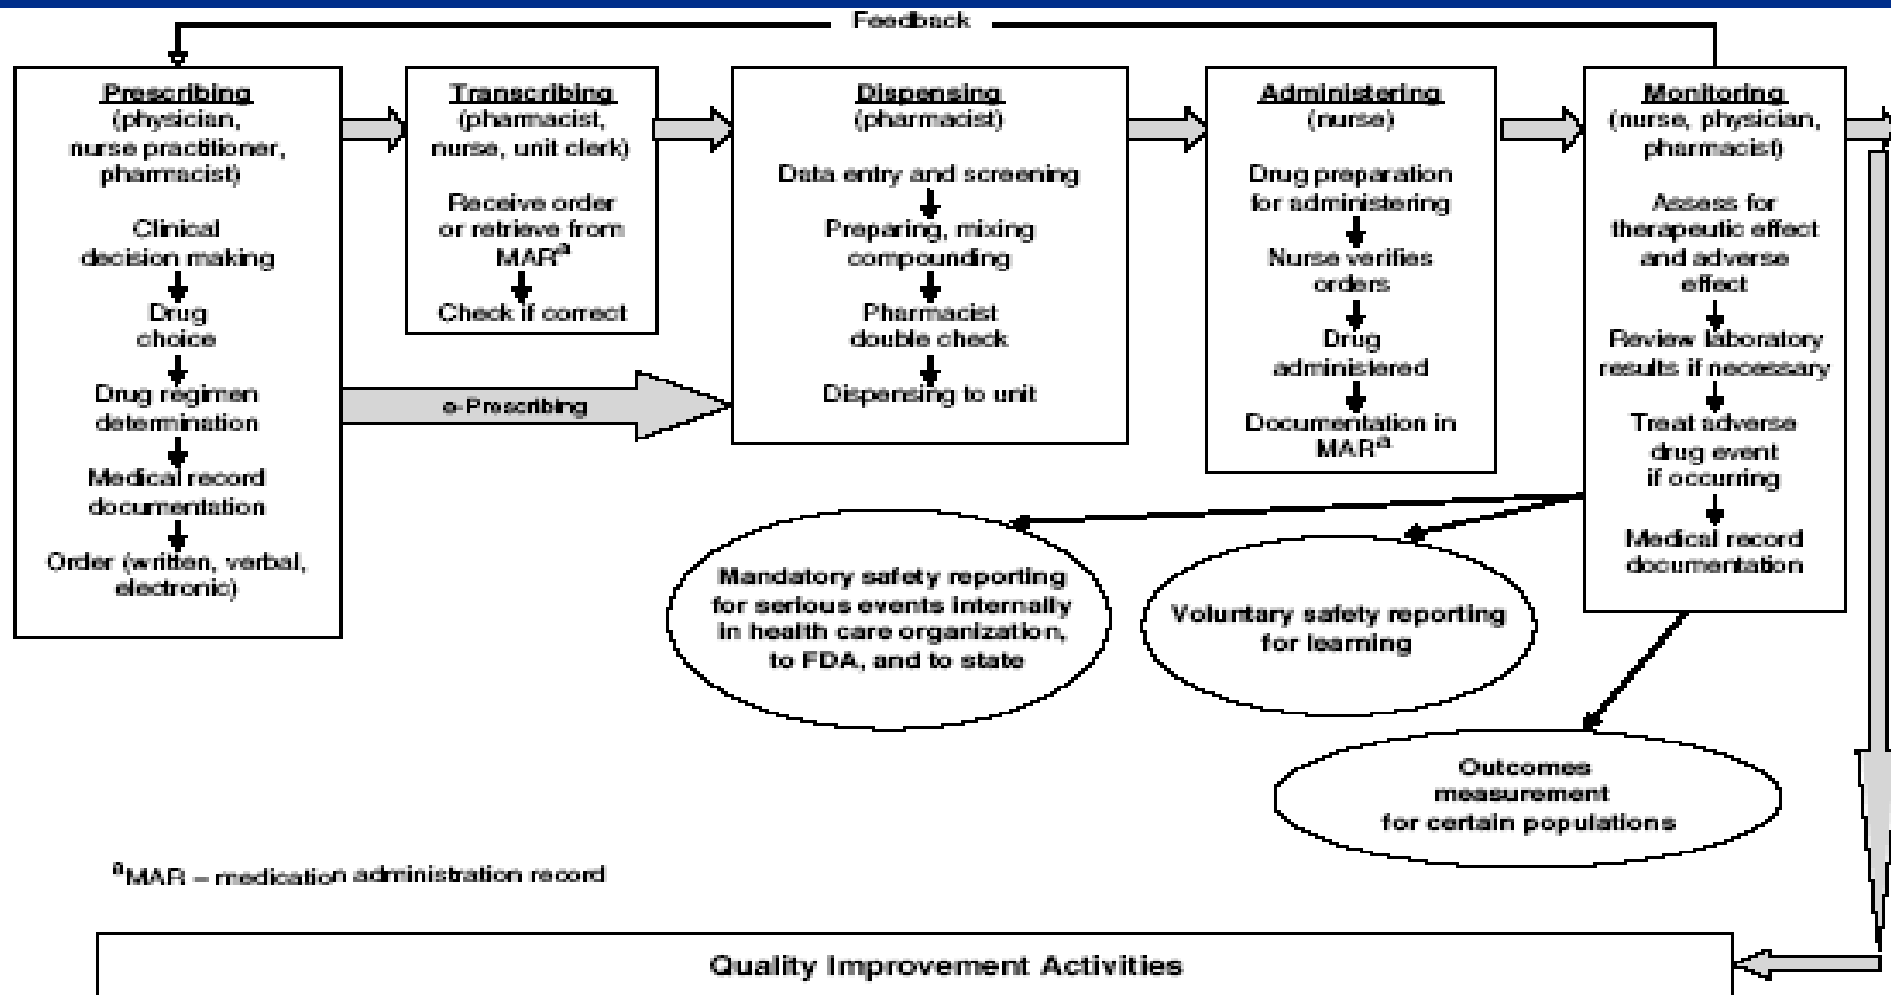 Feedback
Prescribing
(physician,
nurse practitioner,
pharmacist)
Clinical
decision making
Drug
choice
Drug regimen
determination
Medical record
documentation
Order (written, verbal,
electronic)
Transcribing
(pharmacist,
nurse, unit clerk)
Receive order
or retrieve from
MARa
Check if correct
e-Prescribing
Dispensing
(pharmacist)
Data entry and screening
Preparing, mixing
compounding
Pharmacist
double check
Dispensing to unit
Administering
(nurse)
Drug preparation
for administering
Nurse verifies
orders
Drug
administered
Documentation in
MARa
Monitoring
(nurse, physician,
pharmacist)
Assess for
therapeutic effect
and adverse
effect
Review laboratory
results if necessary
Treat adverse
drug event
if occurring
Medical record
documentation
Mandatory safety reporting
for serious events internally
in health care organization,
to FDA, and to state
Voluntary safety reporting
for learning
Outcomes
measurement
for certain populations
aMAR – medication administration record
Quality Improvement Activities